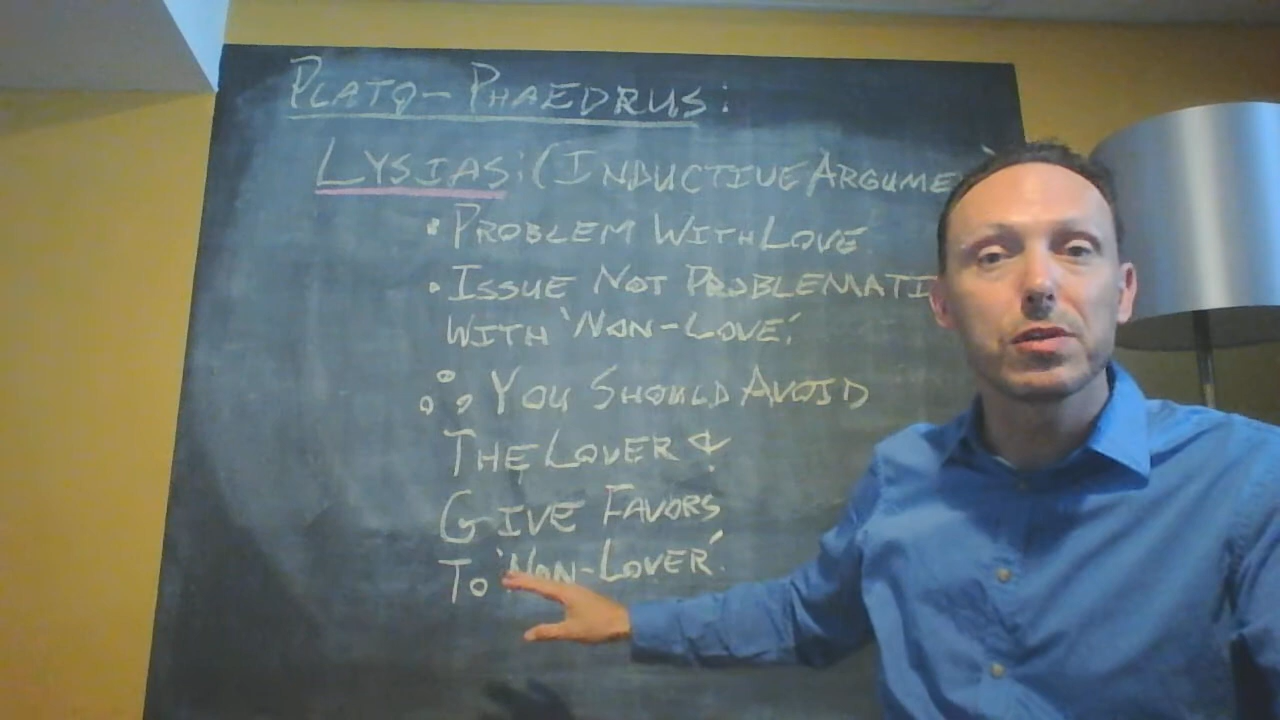 PLATO - PHAEDRUS:
LYSIAS: (INDUCTIVE ARGUME
• PROBLEM WITH LOVE
• ISSUE NOT PROBLEMATI
WITH 'NON-LOVE.'
∴ YOU SHOULD AVOID
THE LOVER &
GIVE FAVORS
TO 'NON-LOVER'.